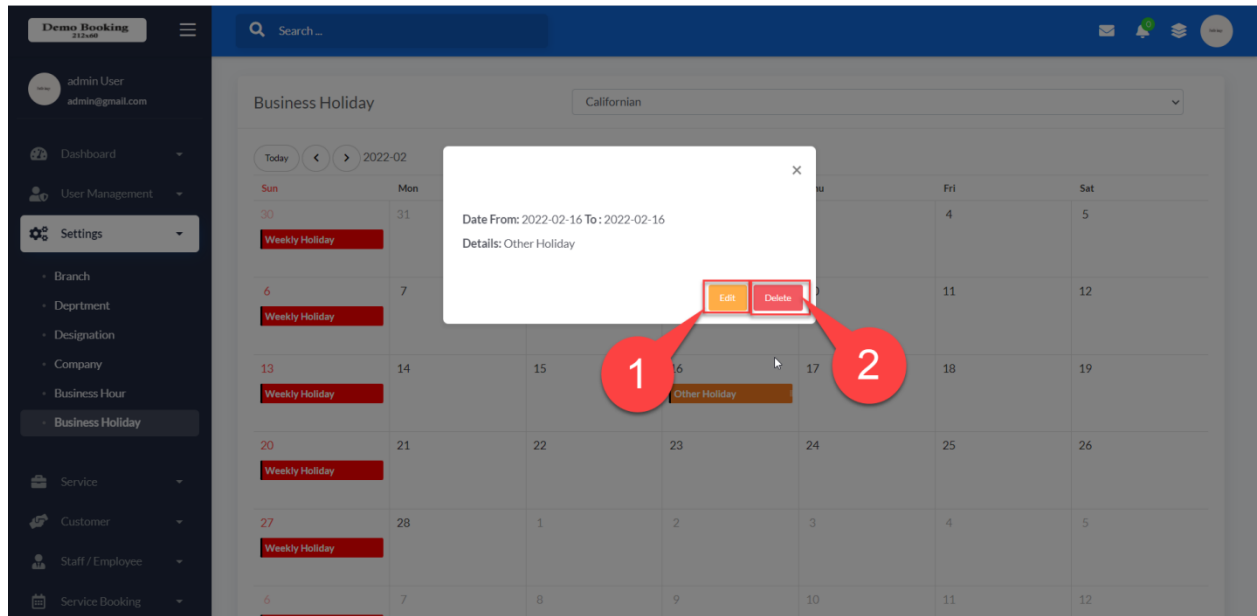 Demo Booking
212x60
Search ...
admin User
admin@gmail.com
Dashboard
User Management
Settings
Branch
Deprtment
Designation
Company
Business Hour
Business Holiday
Service
Customer
Staff / Employee
Service Booking
Business Holiday
Californian
Today 2022-02
Sun Mon Fri Sat
30 31 4 5
Weekly Holiday
6 7 11 12
Weekly Holiday
13 14 15 16 17 18 19
Weekly Holiday Other Holiday
20 21 22 23 24 25 26
Weekly Holiday
27 28 1 2 3 4 5
Weekly Holiday
6 7 8 9 10 11 12
×
Date From: 2022-02-16 To : 2022-02-16
Details: Other Holiday
Edit Delete
1 2